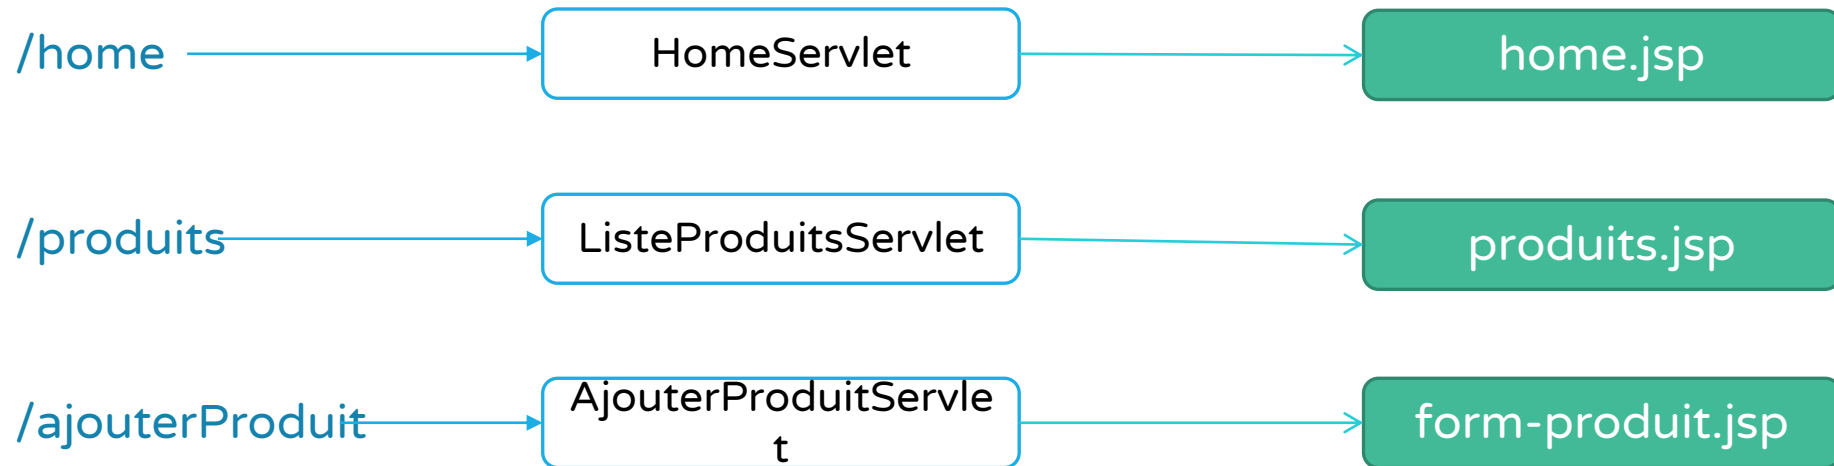 /home
HomeServlet
home.jsp
/produits
ListeProduitsServlet
produits.jsp
/ajouterProduit
AjouterProduitServle
t
form-produit.jsp